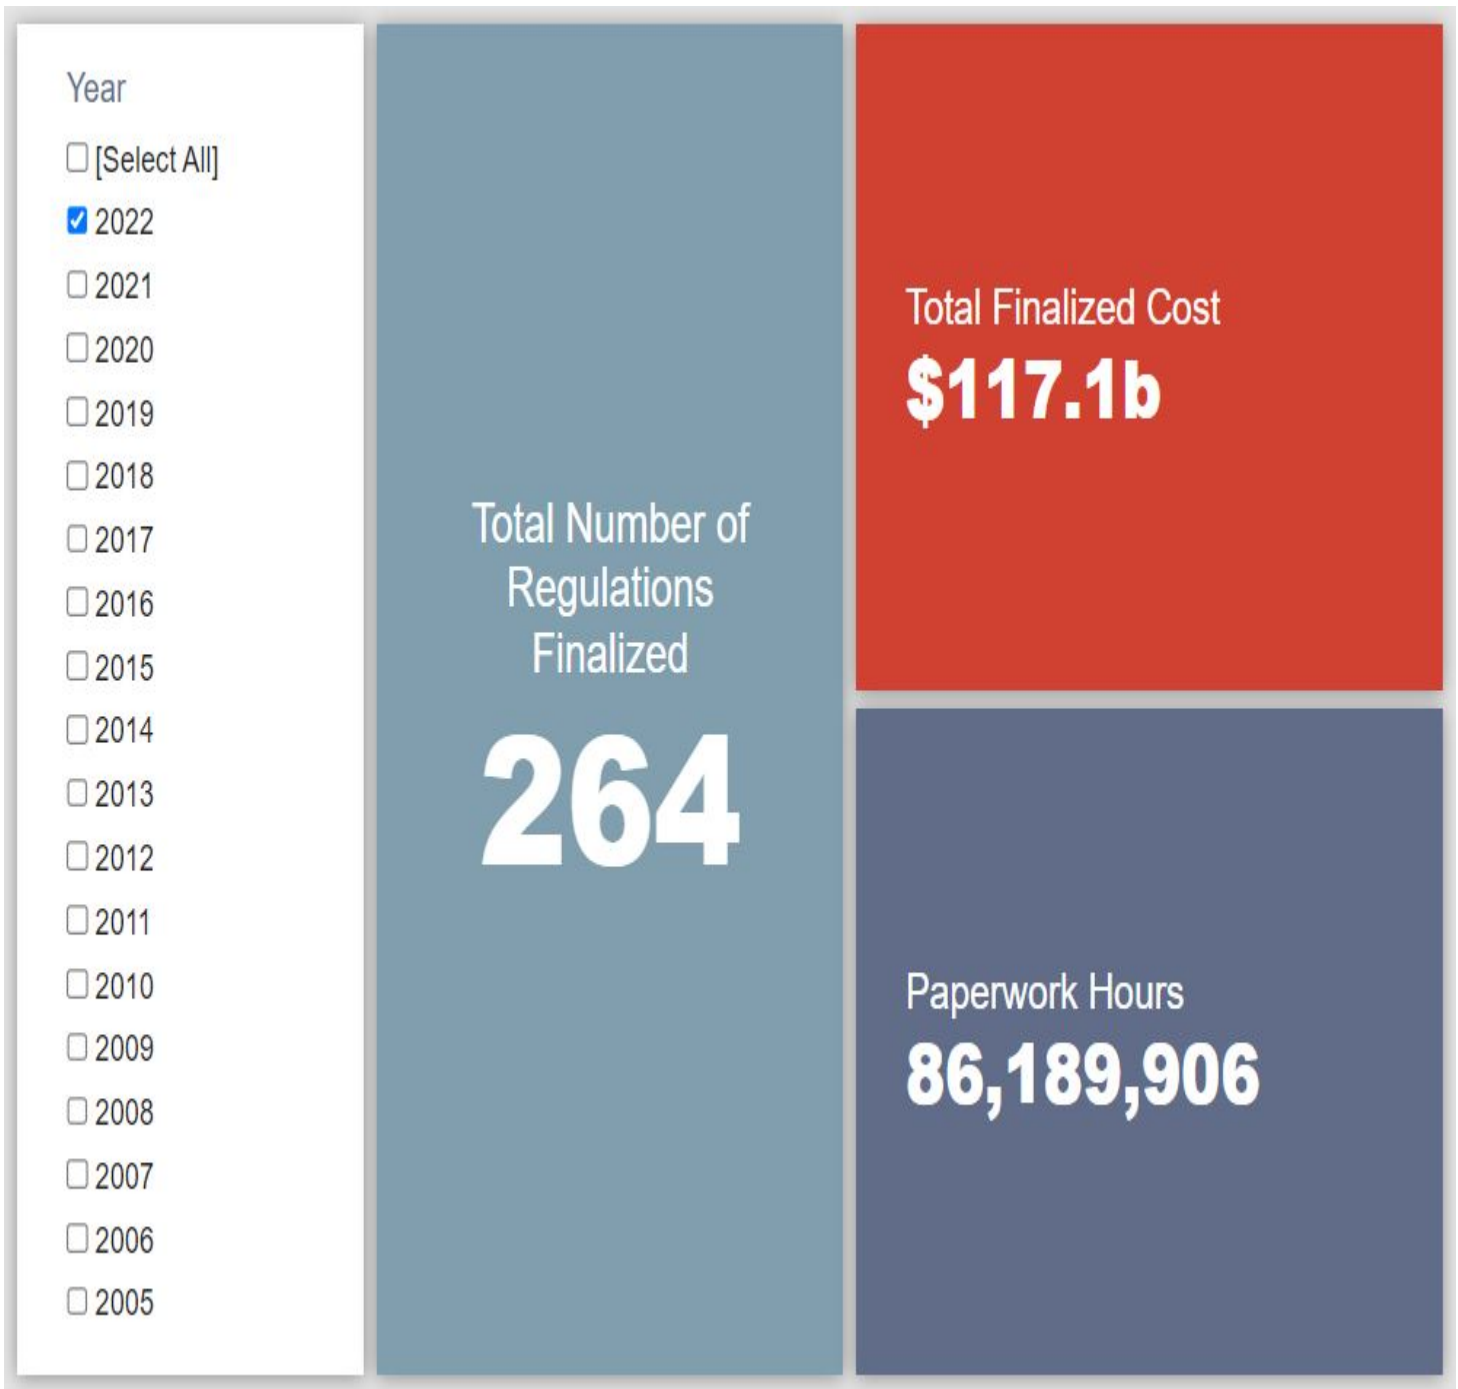 Year
[Select All]
2022
2021
2020
2019
2018
2017
2016
2015
2014
2013
2012
2011
2010
2009
2008
2007
2006
2005
Total Number of
Regulations
Finalized
264
Total Finalized Cost
$117.1b
Paperwork Hours
86,189,906